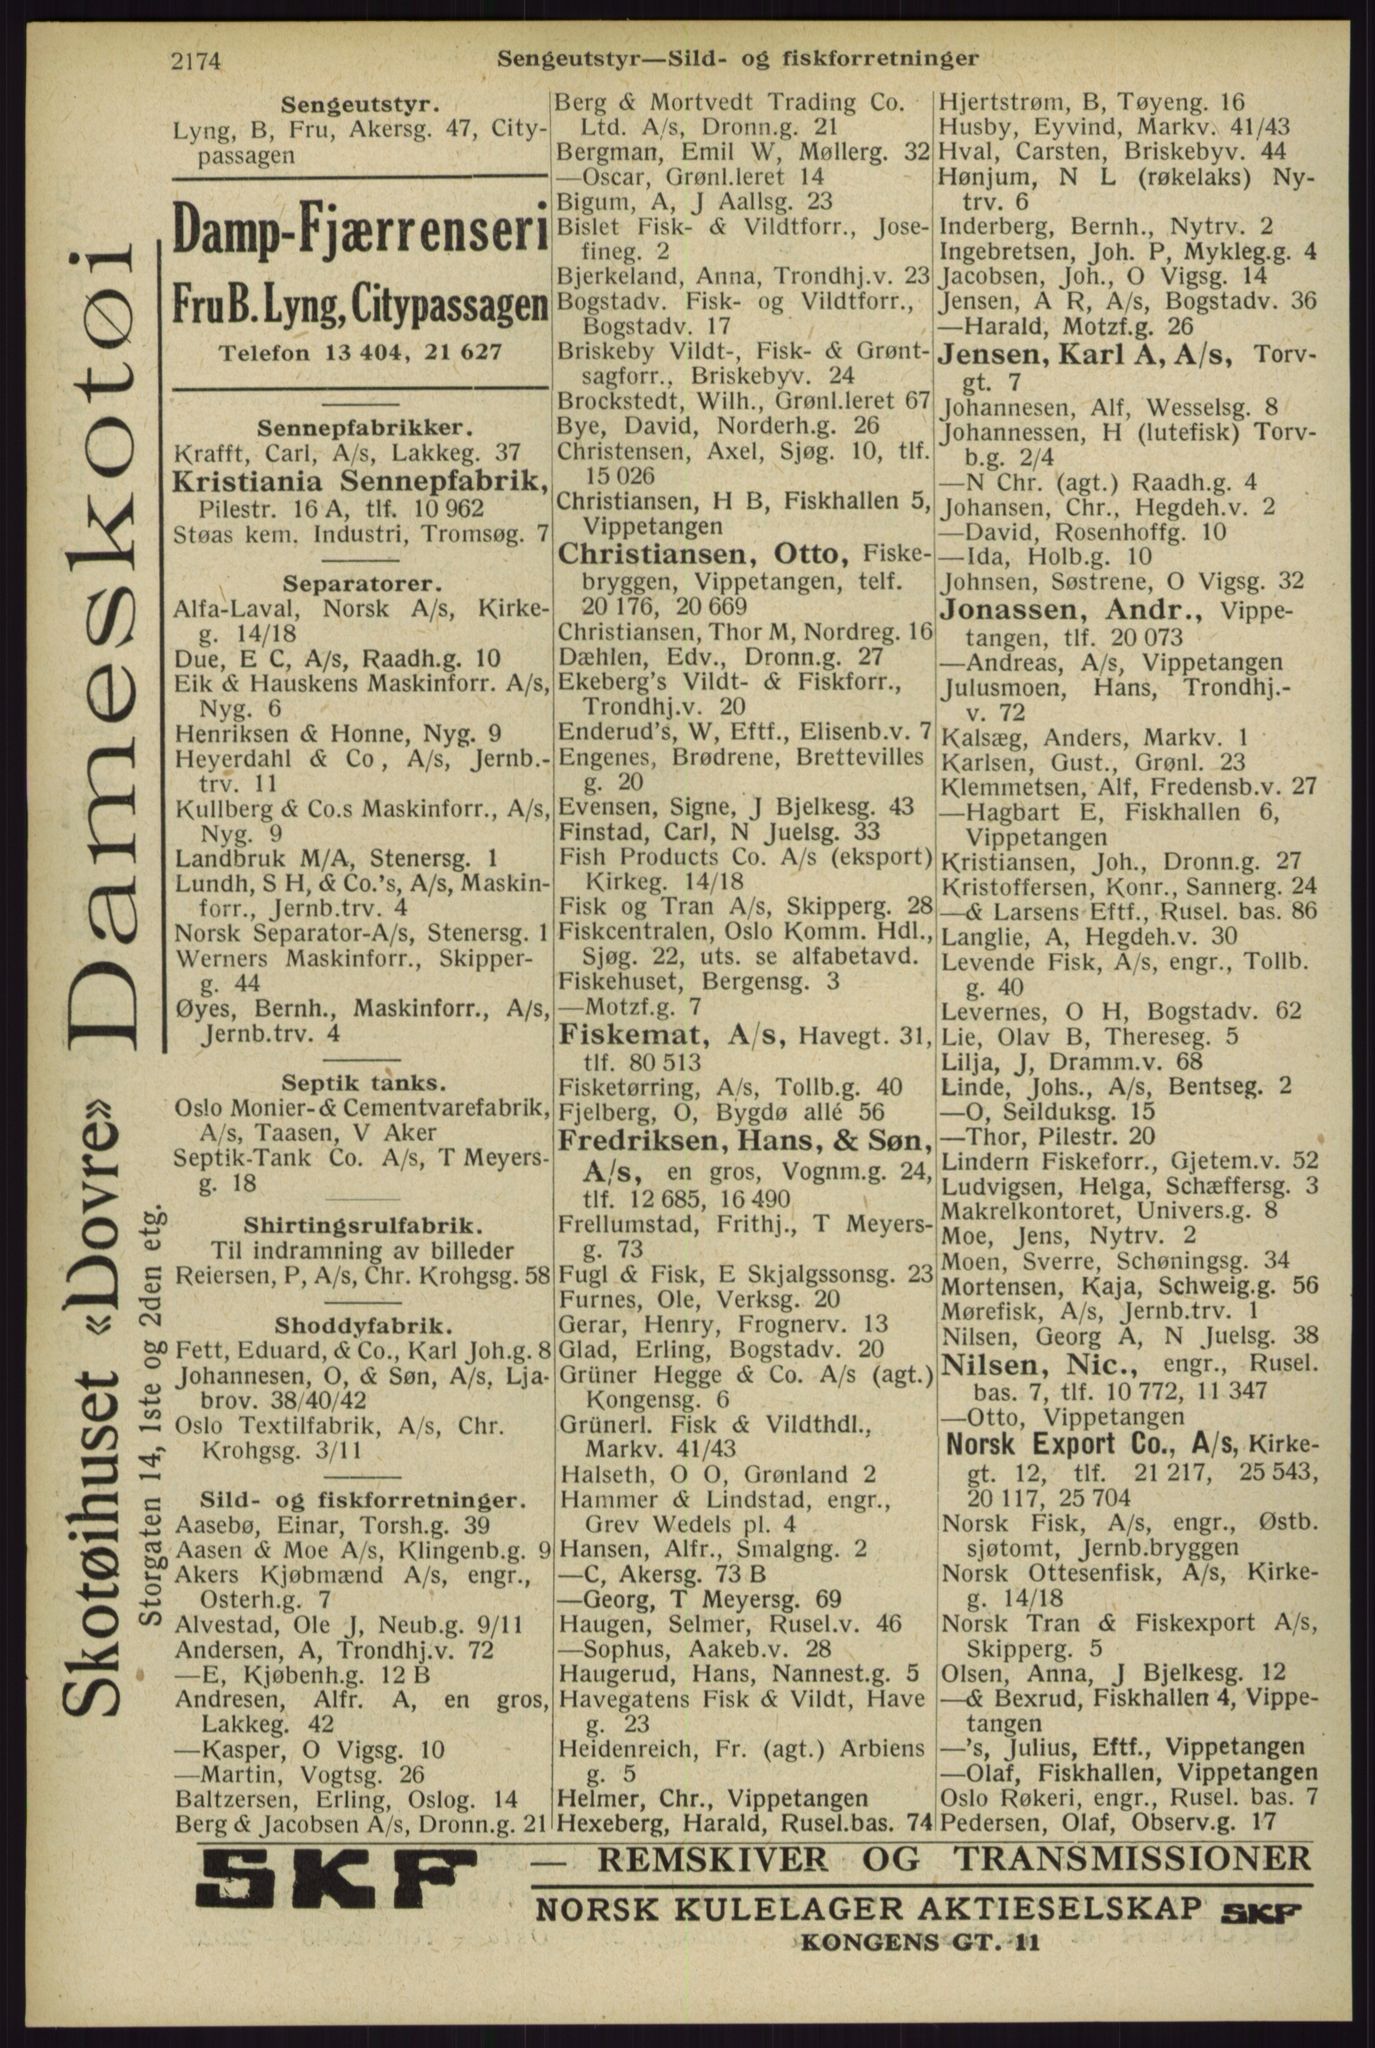 2174
Sengeutstyr—Sild- og fiskforretninger
Skotøihuset «Dovre» Dameskotøi
Storgaten 14, 1ste og 2den etg.
Sengeutstyr.
Lyng, B, Fru, Akersg. 47, City-
passagen
Damp-Fjærrenseri
Fru B. Lyng, Citypassagen
Telefon 13 404, 21 627
Sennepfabrikker.
Krafft, Carl, A/s, Lakkeg. 37
Kristiania Sennepfabrik,
Pilestr. 16 A, tlf. 10 962
Støas kem. Industri, Tromsøg. 7
Separatorer.
Alfa-Laval, Norsk A/s, Kirke-
g. 14/18
Due, E C, A/s, Raadh.g. 10
Eik & Hauskens Maskinforr. A/s,
Nyg. 6
Henriksen & Honne, Nyg. 9
Heyerdahl & Co, A/s, Jernb.-
trv. 11
Kullberg & Co.s Maskinforr., A/s,
Nyg. 9
Landbruk M/A, Stenersg. 1
Lundh, S H, & Co.'s, A/s, Maskin-
forr., Jernb.trv. 4
Norsk Separator-A/s, Stenersg. 1
Werners Maskinforr., Skipper-
g. 44
Øyes, Bernh., Maskinforr., A/s,
Jernb.trv. 4
Septik tanks.
Oslo Monier- & Cementvarefabrik,
A/s, Taasen, V Aker
Septik-Tank Co. A/s, T Meyers-
g. 18
Shirtingsrulfabrik.
Til indramning av billeder
Reiersen, P, A/s, Chr. Krohgsg. 58
Shoddyfabrik.
Fett, Eduard, & Co., Karl Joh.g. 8
Johannesen, O, & Søn, A/s, Lja-
brov. 38/40/42
Oslo Textilfabrik, A/s, Chr.
Krohgsg. 3/11
Sild- og fiskforretninger.
Aasebø, Einar, Torsh.g. 39
Aasen & Moe A/s, Klingenb.g. 9
Akers Kjøbmænd A/s, engr.,
Osterh.g. 7
Alvestad, Ole J, Neub.g. 9/11
Andersen, A, Trondhj.v. 72
—E, Kjøbenh.g. 12 B
Andresen, Alfr. A, en gros,
Lakkeg. 42
—Kasper, O Vigsg. 10
—Martin, Vogtsg. 26
Baltzersen, Erling, Oslog. 14
Berg & Jacobsen A/s, Dronn.g. 21
Berg & Mortvedt Trading Co.
Ltd. A/s, Dronn.g. 21
Bergman, Emil W, Møllerg. 32
—Oscar, Grønl.leret 14
Bigum, A, J Aallsg. 23
Bislet Fisk- & Vildtforr., Jose-
fineg. 2
Bjerkeland, Anna, Trondhj.v. 23
Bogstadv. Fisk- og Vildtforr.,
Bogstadv. 17
Briskeby Vildt-, Fisk- & Grønt-
sagforr., Briskebyv. 24
Brockstedt, Wilh., Grønl.leret 67
Bye, David, Norderh.g. 26
Christensen, Axel, Sjøg. 10, tlf.
15 026
Christiansen, H B, Fiskhallen 5,
Vippetangen
Christiansen, Otto, Fiske-
bryggen, Vippetangen, telf.
20 176, 20 669
Christiansen, Thor M, Nordreg. 16
Dæhlen, Edv., Dronn.g. 27
Ekeberg's Vildt- & Fiskforr.,
Trondhj.v. 20
Enderud's, W, Eftf., Elisenb.v. 7
Engenes, Brødrene, Brettevilles
g. 20
Evensen, Signe, J Bjelkesg. 43
Finstad, Carl, N Juelsg. 33
Fish Products Co. A/s (eksport)
Kirkeg. 14/18
Fisk og Tran A/s, Skipperg. 28
Fiskcentralen, Oslo Komm. Hdl.,
Sjøg. 22, uts. se alfabetavd.
Fiskehuset, Bergensg. 3
—Motzf.g. 7
Fiskemat, A/s, Havegt. 31,
tlf. 80 513
Fisketørring, A/s, Tollb.g. 40
Fjelberg, O, Bygdø allé 56
Fredriksen, Hans, & Søn,
A/s, en gros, Vognm.g. 24,
tlf. 12 685, 16 490
Frellumstad, Frithj., T Meyers-
g. 73
Fugl & Fisk, E Skjalgssonsg. 23
Furnes, Ole, Verksg. 20
Gerar, Henry, Frognerv. 13
Glad, Erling, Bogstadv. 20
Grüner Hegge & Co. A/s (agt.)
Kongensg. 6
Grünerl. Fisk & Vildthdl.,
Markv. 41/43
Halseth, O O, Grønland 2
Hammer & Lindstad, engr.,
Grev Wedels pl. 4
Hansen, Alfr., Smalgng. 2
—C, Akersg. 73 B
—Georg, T Meyersg. 69
Haugen, Selmer, Rusel.v. 46
—Sophus, Aakeb.v. 28
Haugerud, Hans, Nannest.g. 5
Havegatens Fisk & Vildt, Have
g. 23
Heidenreich, Fr. (agt.) Arbiens
g. 5
Helmer, Chr., Vippetangen
Hexeberg, Harald, Rusel.bas. 74
Hjertstrøm, B, Tøyeng. 16
Husby, Eyvind, Markv. 41/43
Hval, Carsten, Briskebyv. 44
Hønjum, N L (røkelaks) Ny-
trv. 6
Inderberg, Bernh., Nytrv. 2
Ingebretsen, Joh. P, Mykleg.g. 4
Jacobsen, Joh., O Vigsg. 14
Jensen, A R, A/s, Bogstadv. 36
—Harald, Motzf.g. 26
Jensen, Karl A, A/s, Torv-
gt. 7
Johannesen, Alf, Wesselsg. 8
Johannessen, H (lutefisk) Torv-
b.g. 2/4
—N Chr. (agt.) Raadh.g. 4
Johansen, Chr., Hegdeh.v. 2
—David, Rosenhoffg. 10
—Ida, Holb.g. 10
Johnsen, Søstrene, O Vigsg. 32
Jonassen, Andr., Vippe-
tangen, tlf. 20 073
—Andreas, A/s, Vippetangen
Julusmoen, Hans, Trondhj.-
v. 72
Kalsæg, Anders, Markv. 1
Karlsen, Gust., Grønl. 23
Klemmetsen, Alf, Fredensb.v. 27
—Hagbart E, Fiskhallen 6,
Vippetangen
Kristiansen, Joh., Dronn.g. 27
Kristoffersen, Konr., Sannerg. 24
—& Larsens Eftf., Rusel. bas. 86
Langlie, A, Hegdeh.v. 30
Levende Fisk, A/s, engr., Tollb.
g. 40
Levernes, O H, Bogstadv. 62
Lie, Olav B, Thereseg. 5
Lilja, J, Dramm.v. 68
Linde, Johs., A/s, Bentseg. 2
—O, Seilduksg. 15
—Thor, Pilestr. 20
Lindern Fiskeforr., Gjetem.v. 52
Ludvigsen, Helga, Schæffersg. 3
Makrelkontoret, Univers.g. 8
Moe, Jens, Nytrv. 2
Moen, Sverre, Schøningsg. 34
Mortensen, Kaja, Schweig.g. 56
Mørefisk, A/s, Jernb.trv. 1
Nilsen, Georg A, N Juelsg. 38
Nilsen, Nic., engr., Rusel.
bas. 7, tlf. 10 772, 11 347
—Otto, Vippetangen
Norsk Export Co., A/s, Kirke-
gt. 12, tlf. 21 217, 25 543,
20 117, 25 704
Norsk Fisk, A/s, engr., Østb.
sjøtomt, Jernb.bryggen
Norsk Ottesenfisk, A/s, Kirke-
g. 14/18
Norsk Tran & Fiskexport A/s,
Skipperg. 5
Olsen, Anna, J Bjelkesg. 12
—& Bexrud, Fiskhallen 4, Vippe-
tangen
—'s, Julius, Eftf., Vippetangen
—Olaf, Fiskhallen, Vippetangen
Oslo Røkeri, engr., Rusel. bas. 7
Pedersen, Olaf, Observ.g. 17
SKF — REMSKIVER OG TRANSMISSIONER
NORSK KULELAGER AKTIESELSKAP SKF
KONGENS GT. 11